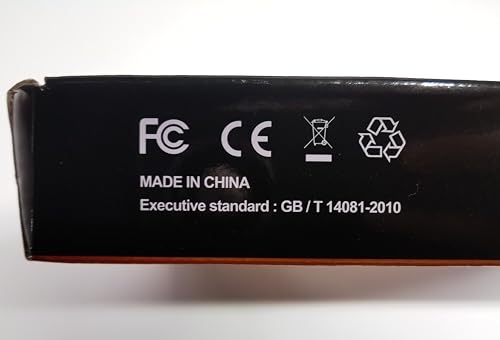 FC CE
MADE IN CHINA
Executive standard : GB / T 14081-2010